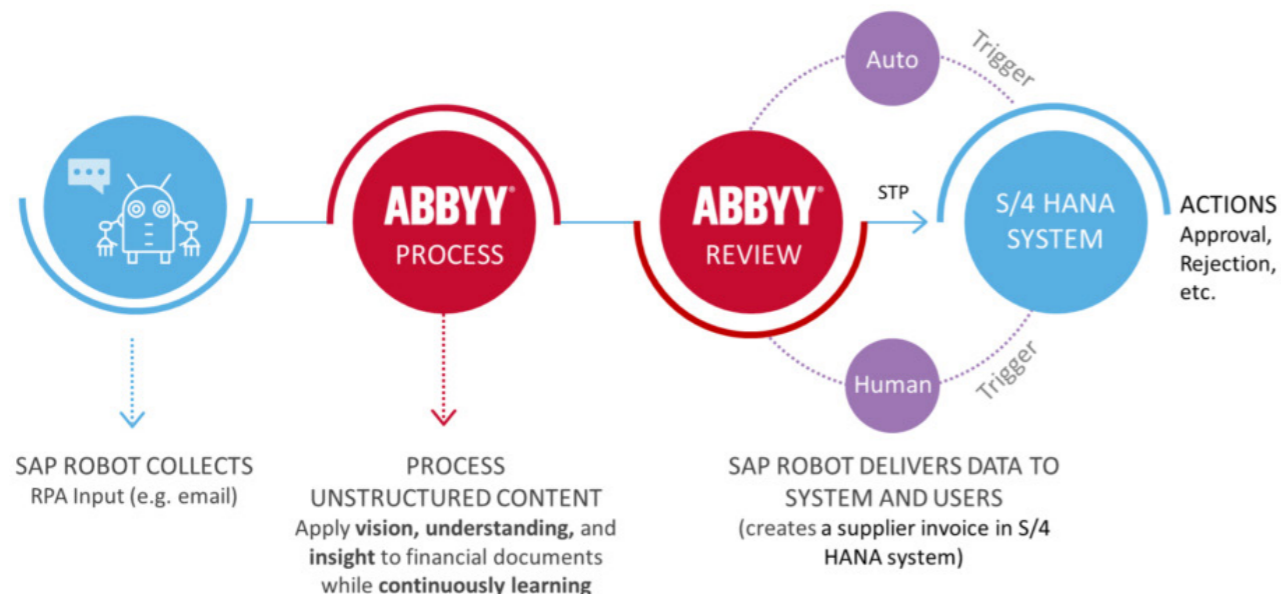 Auto
Trigger
ABBYY®
PROCESS
ABBYY®
REVIEW
STP
S/4 HANA
SYSTEM
ACTIONS
Approval,
Rejection,
etc.
Human
Trigger
SAP ROBOT COLLECTS
RPA Input (e.g. email)
PROCESS
UNSTRUCTURED CONTENT
Apply vision, understanding, and
insight to financial documents
while continuously learning
SAP ROBOT DELIVERS DATA TO
SYSTEM AND USERS
(creates a supplier invoice in S/4
HANA system)